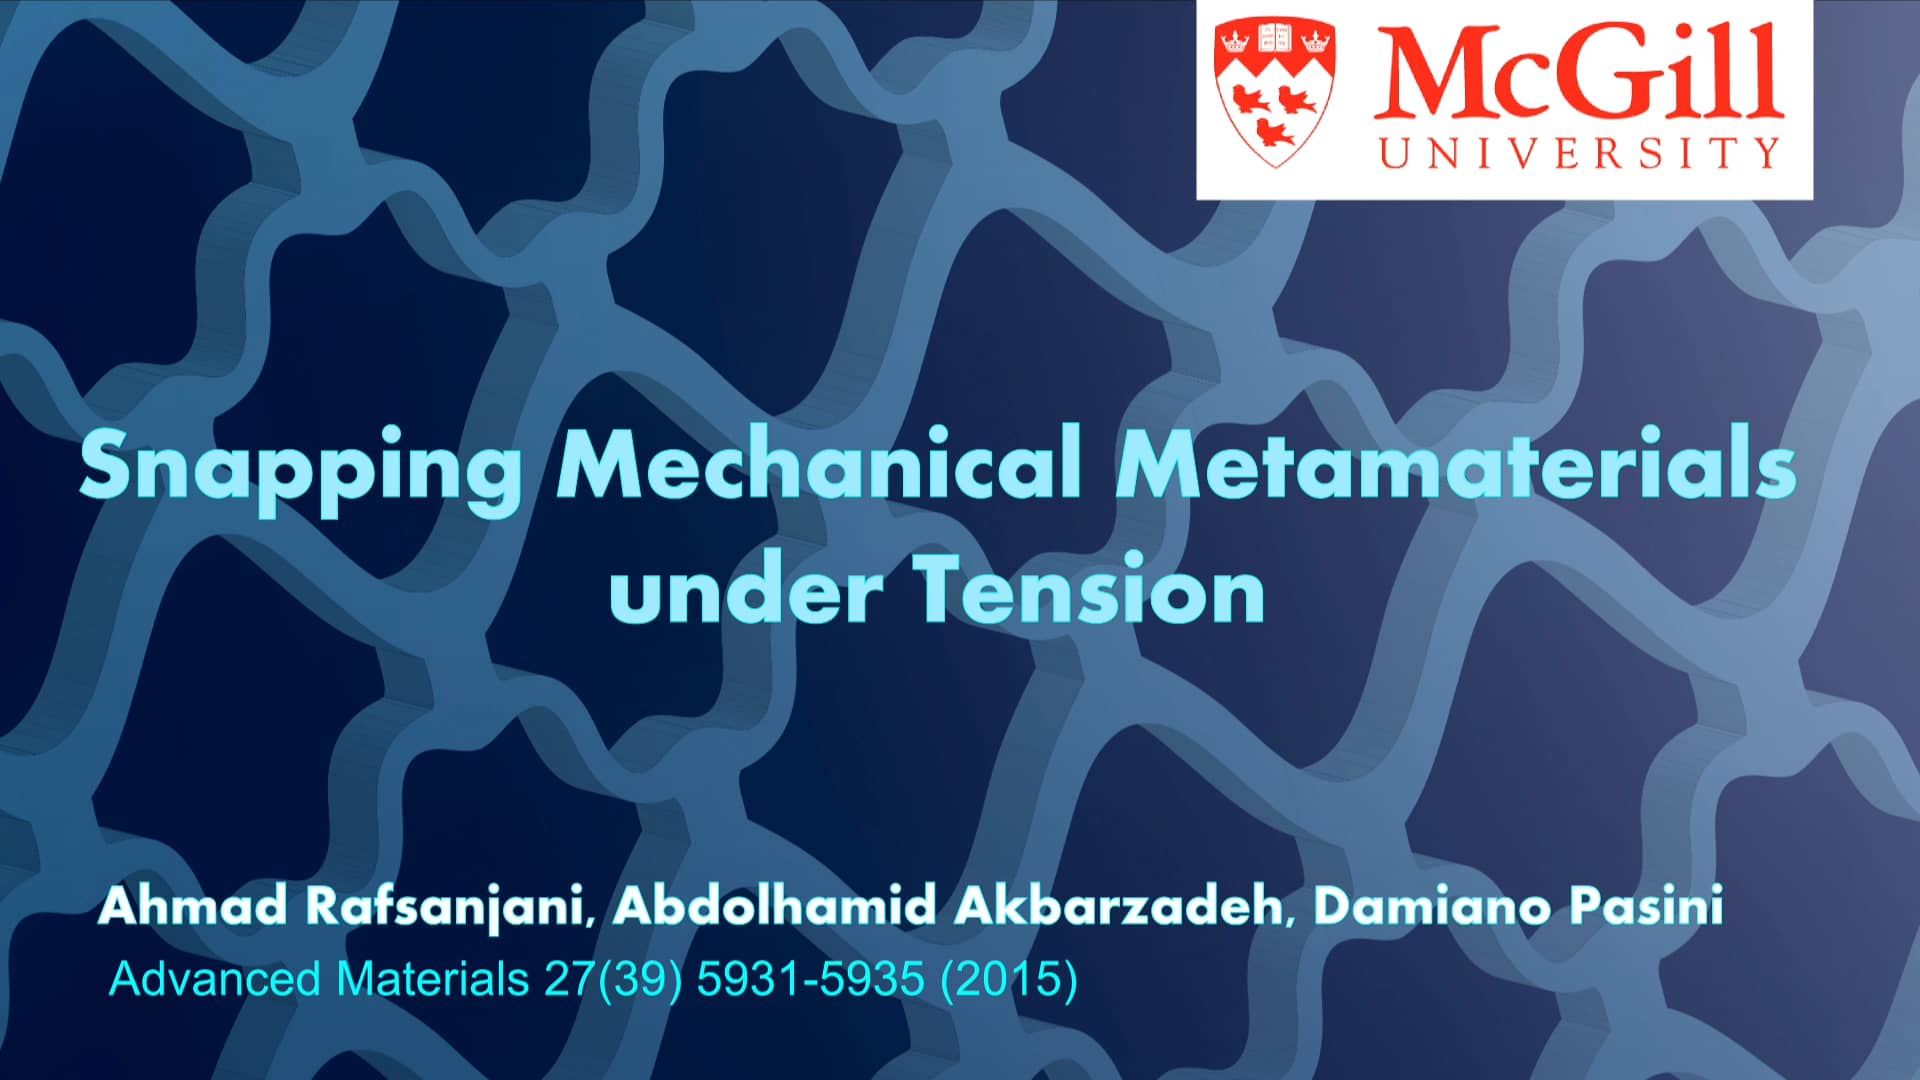 McGill
UNIVERSITY
Snapping Mechanical Metamaterials
under Tension
Ahmad Rafsanjani, Abdolhamid Akbarzadeh, Damiano Pasini
Advanced Materials 27(39) 5931-5935 (2015)